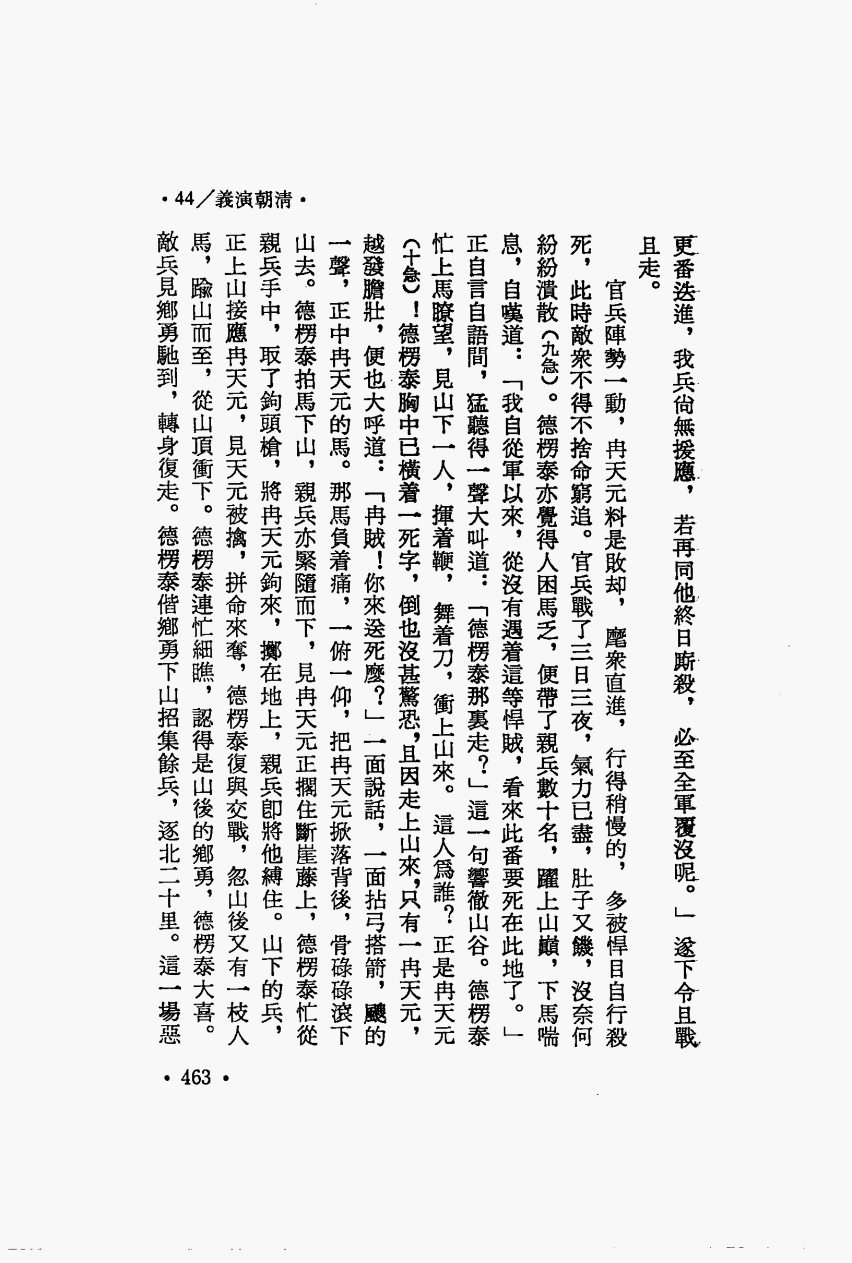 •44／義演朝清•
更番迭進，我兵尙無援應，若再同他終日廝殺，必至全軍覆沒呢。」遂下令且戰
且走。
官兵陣勢一動，冉天元料是敗却，麾衆直進，行得稍慢的，多被悍目自行殺
死，此時敵衆不得不捨命窮追。官兵戰了三日三夜，氣力已盡，肚子又饑，沒奈何
紛紛潰散（九急）。德楞泰亦覺得人困馬乏，便帶了親兵數十名，躍上山巔，下馬喘
息，自嘆道：「我自從軍以來，從沒有遇着這等悍賊，看來此番要死在此地了。」
正自言自語間，猛聽得一聲大叫道：「德楞泰那裏走？」這一句響徹山谷。德楞泰
忙上馬瞭望，見山下一人，揮着鞭，舞着刀，衝上山來。這人爲誰？正是冉天元
（十急）！德楞泰胸中已橫着一死字，倒也沒甚驚恐，且因走上山來，只有一冉天元，
越發膽壯，便也大呼道：「冉賊！你來送死麼？」一面說話，一面拈弓搭箭，颼的
一聲，正中冉天元的馬。那馬負着痛，一俯一仰，把冉天元掀落背後，骨碌碌滾下
山去。德楞泰拍馬下山，親兵亦緊隨而下，見冉天元正擱住斷崖藤上，德楞泰忙從
親兵手中，取了鉤頭槍，將冉天元鉤來，擲在地上，親兵卽將他縛住。山下的兵，
正上山接應冉天元，見天元被擒，拼命來奪，德楞泰復與交戰，忽山後又有一枝人
馬，踰山而至，從山頂衝下。德楞泰連忙細瞧，認得是山後的鄉勇，德楞泰大喜。
敵兵見鄉勇馳到，轉身復走。德楞泰偕鄉勇下山招集餘兵，逐北二十里。這一場惡
•463•